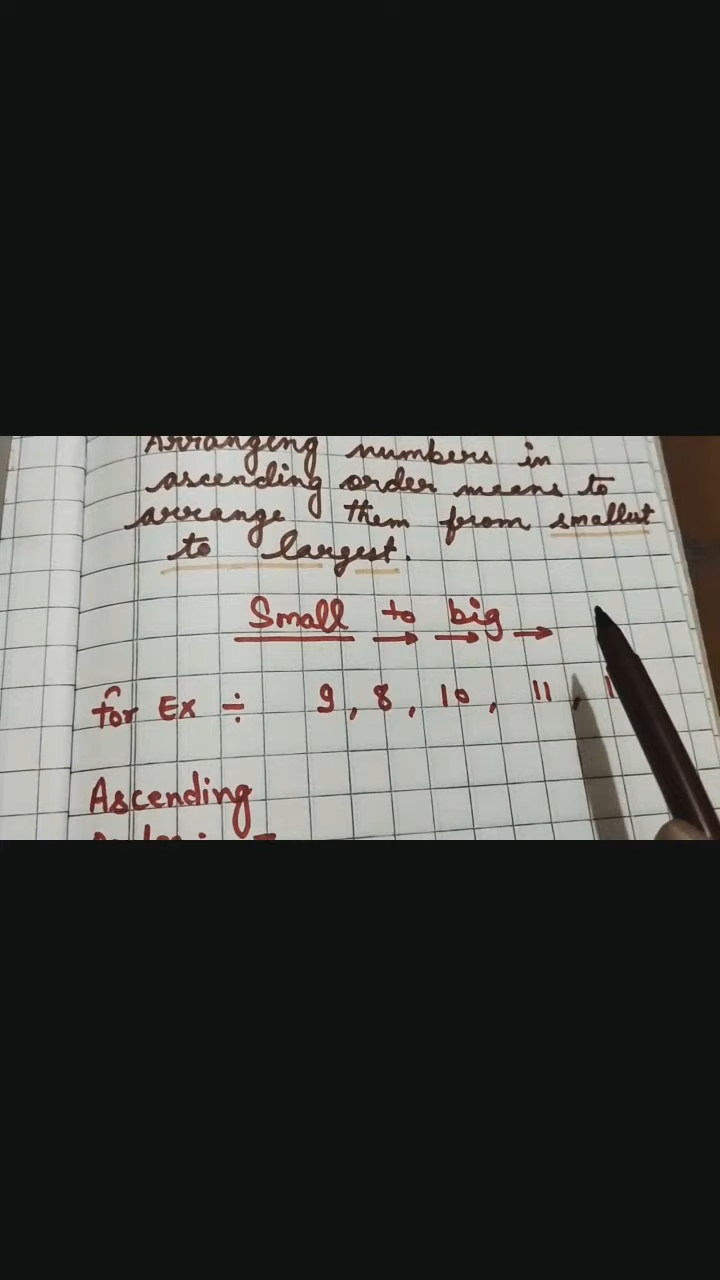 Arranging numbers in
ascending order means to
arrange them from smallest
to largest.
Small to big
for Ex ÷ 9, 8, 10, 11,
Ascending